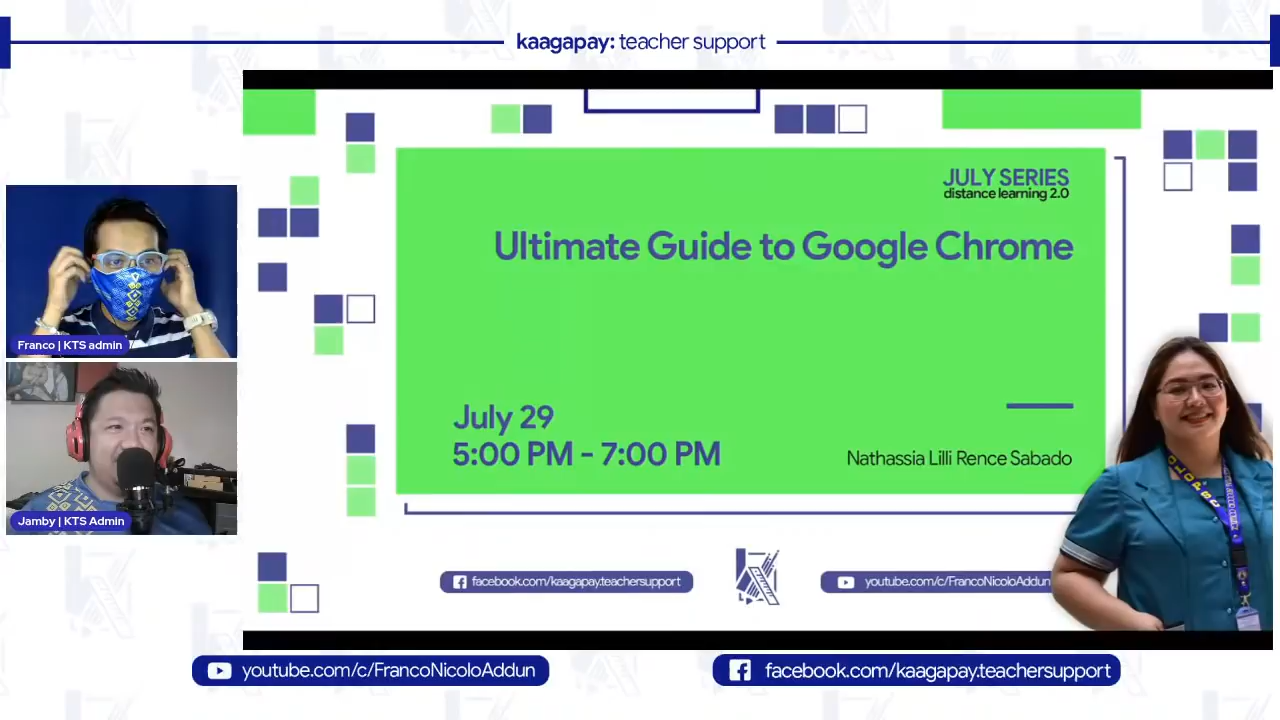 kaagapay: teacher support
JULY SERIES
distance learning 2.0
Ultimate Guide to Google Chrome
July 29
5:00 PM - 7:00 PM
Nathassia Lilli Rence Sabado
facebook.com/kaagapay.teachersupport
youtube.com/c/FrancoNicoloAddun
Franco | KTS admin
Jamby | KTS Admin
youtube.com/c/FrancoNicoloAddun
facebook.com/kaagapay.teachersupport